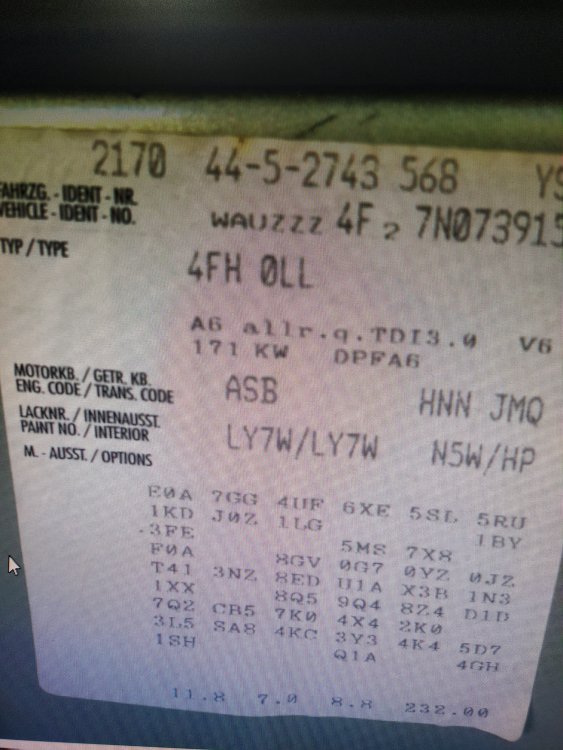 2170 44-5-2743 568 YS
FAHRZG. - IDENT - NR.
VEHICLE - IDENT - NO. WAUZZZ 4F2 7N073915
TYP / TYPE 4FH 0LL
A6 allr.q.TDI3.0 V6
171 KW DPFA6
MOTORKB. / GETR. KB.
ENG. CODE / TRANS. CODE ASB HNN JMQ
LACKNR. / INNENAUSST.
PAINT NO. / INTERIOR LY7W/LY7W N5W/HP
M. - AUSST. / OPTIONS
E0A 7GG 4UF 6XE 5SL 5RU
1KD J0Z 1LG 1BY
3FE 5MS 7X8
F0A 8GV 0G7 0YZ 0JZ
T41 3NZ 8ED U1A X3B 1N3
1XX 8Q5 9Q4 8Z4 D1D
7Q2 CB5 7K0 4X4 2K0
3L5 SA8 4KC 3Y3 4K4 5D7
1SH Q1A 4GH
11.8 7.0 8.8 232.00